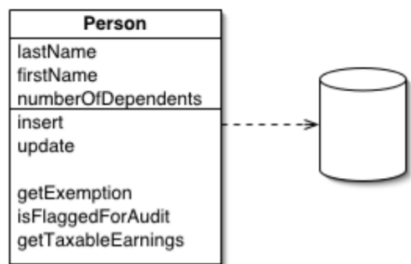 Person
lastName
firstName
numberOfDependents
insert
update
getExemption
isFlaggedForAudit
getTaxableEarnings